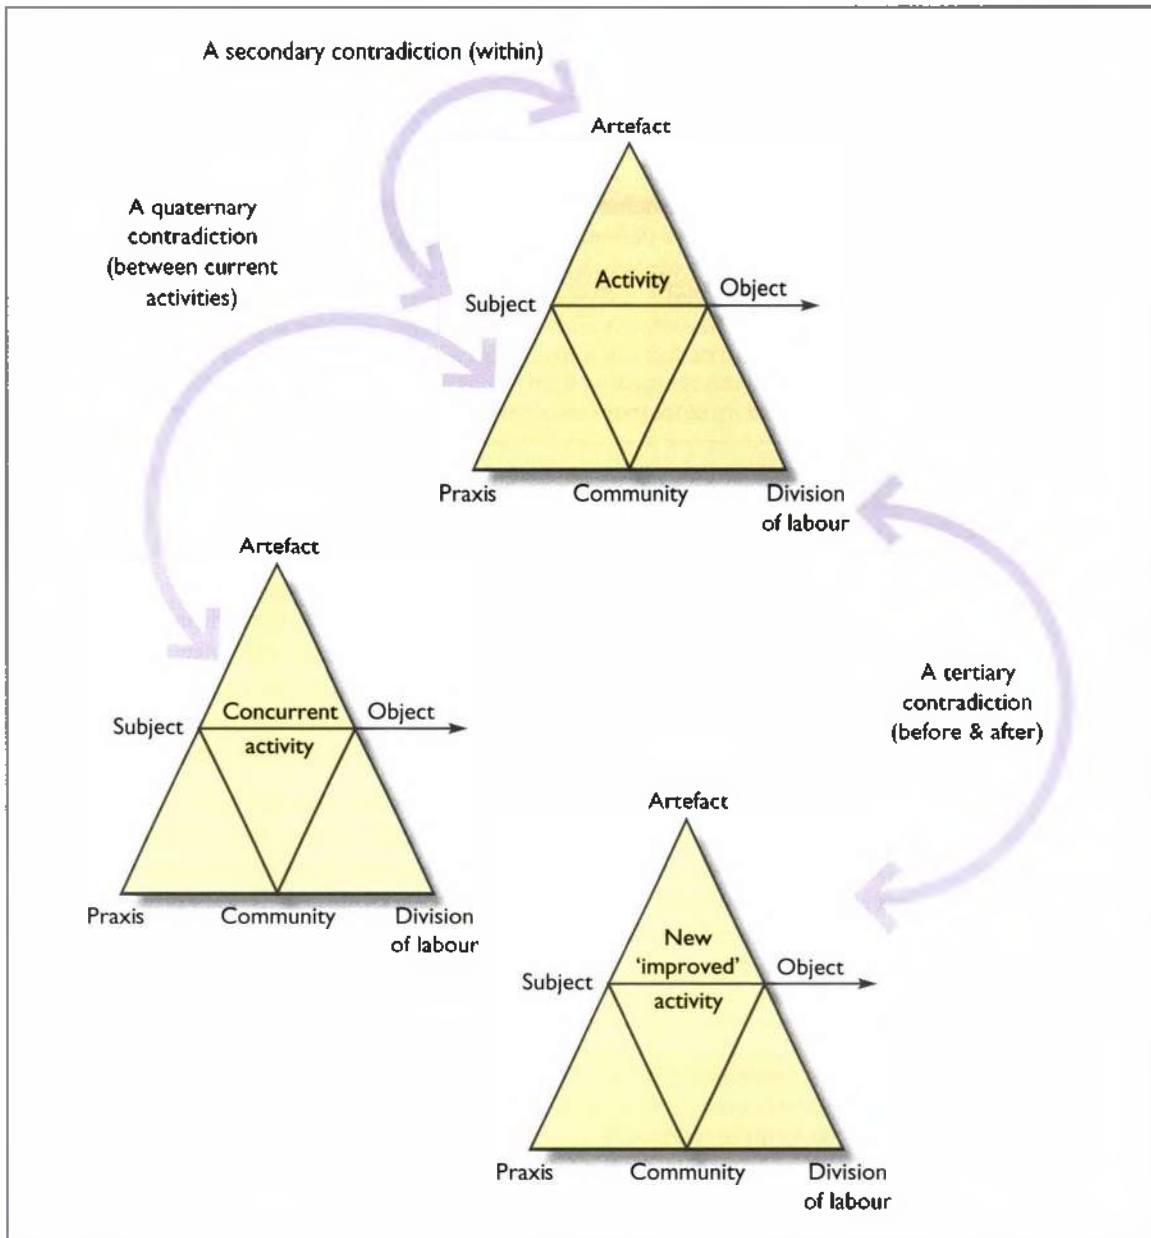 A secondary contradiction (within)
Artefact
A quaternary
contradiction
(between current
activities)
Activity
Subject
Object
Praxis
Community
Division
of labour
Artefact
Subject
Concurrent
activity
Object
Praxis
Community
Division
of labour
A tertiary
contradiction
(before & after)
Artefact
New
'improved'
activity
Subject
Object
Praxis
Community
Division
of labour